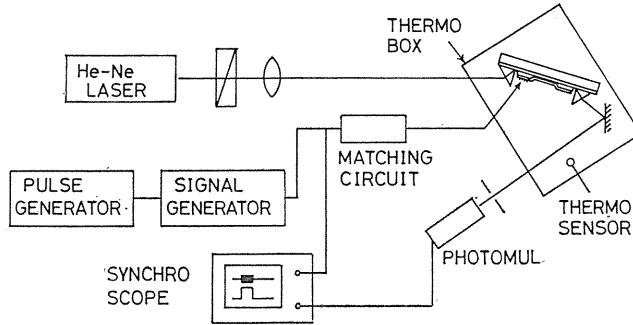 THERMO
BOX
He-Ne
LASER
MATCHING
CIRCUIT
PULSE
GENERATOR
SIGNAL
GENERATOR
THERMO
SENSOR
PHOTOMUL
SYNCHRO
SCOPE